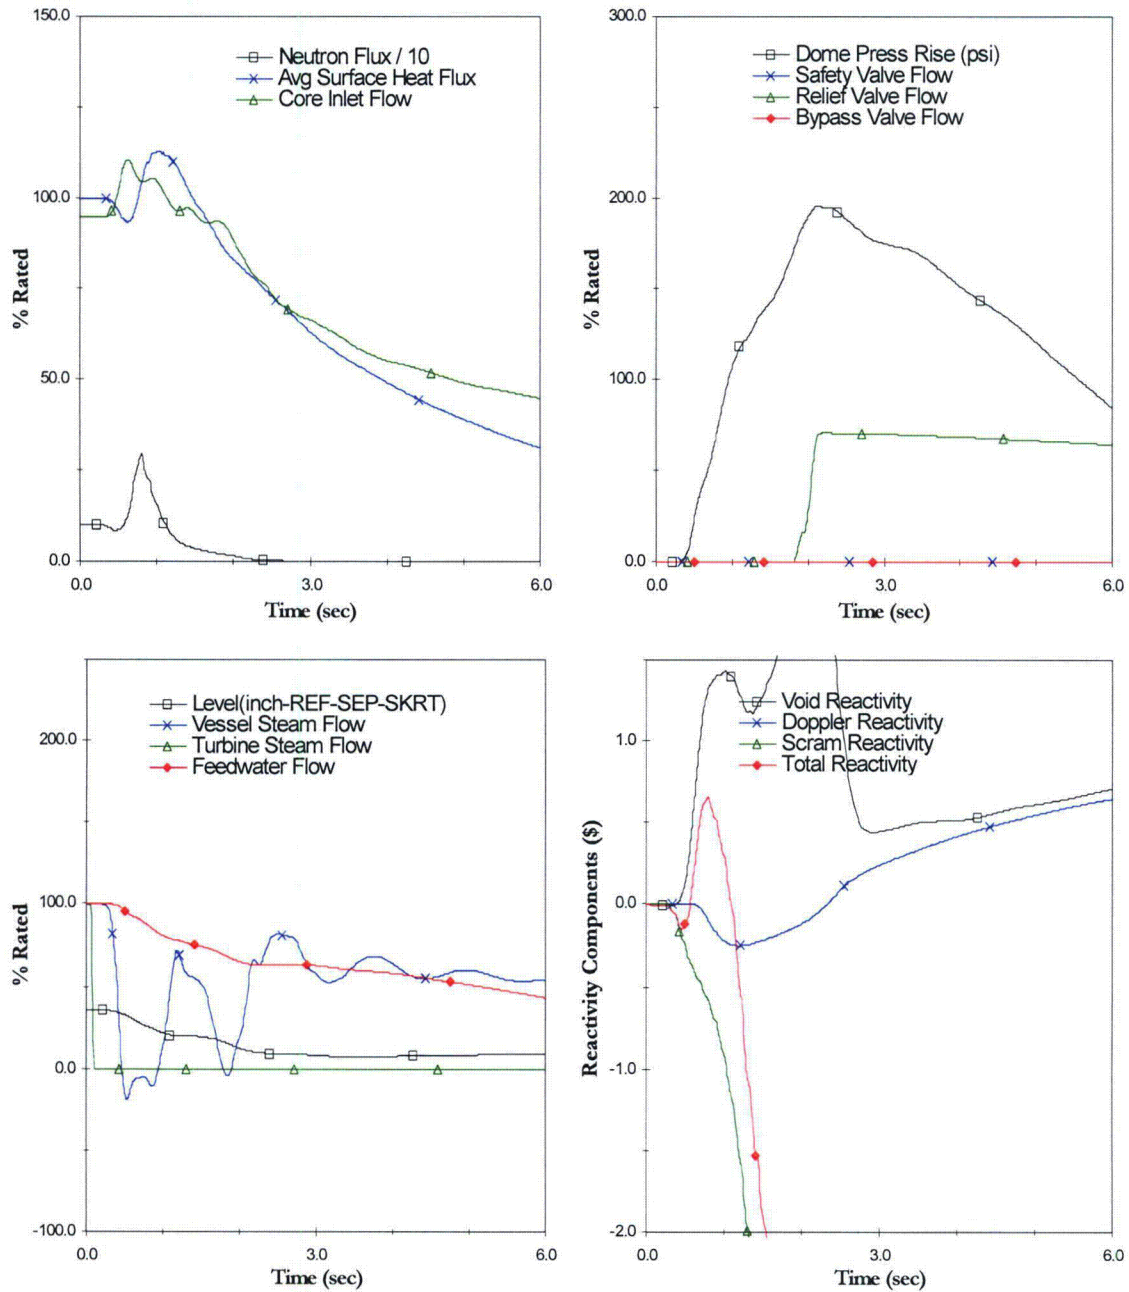 150.0
Neutron Flux / 10
Avg Surface Heat Flux
Core Inlet Flow
100.0
% Rated
50.0
0.0
0.0 3.0 6.0
Time (sec)
300.0
Dome Press Rise (psi)
Safety Valve Flow
Relief Valve Flow
Bypass Valve Flow
200.0
% Rated
100.0
0.0
0.0 3.0 6.0
Time (sec)
Level(inch-REF-SEP-SKRT)
Vessel Steam Flow
Turbine Steam Flow
Feedwater Flow
200.0
100.0
% Rated
0.0
-100.0
0.0 3.0 6.0
Time (sec)
Void Reactivity
Doppler Reactivity
Scram Reactivity
Total Reactivity
1.0
0.0
Reactivity Components ($)
-1.0
-2.0
0.0 3.0 6.0
Time (sec)